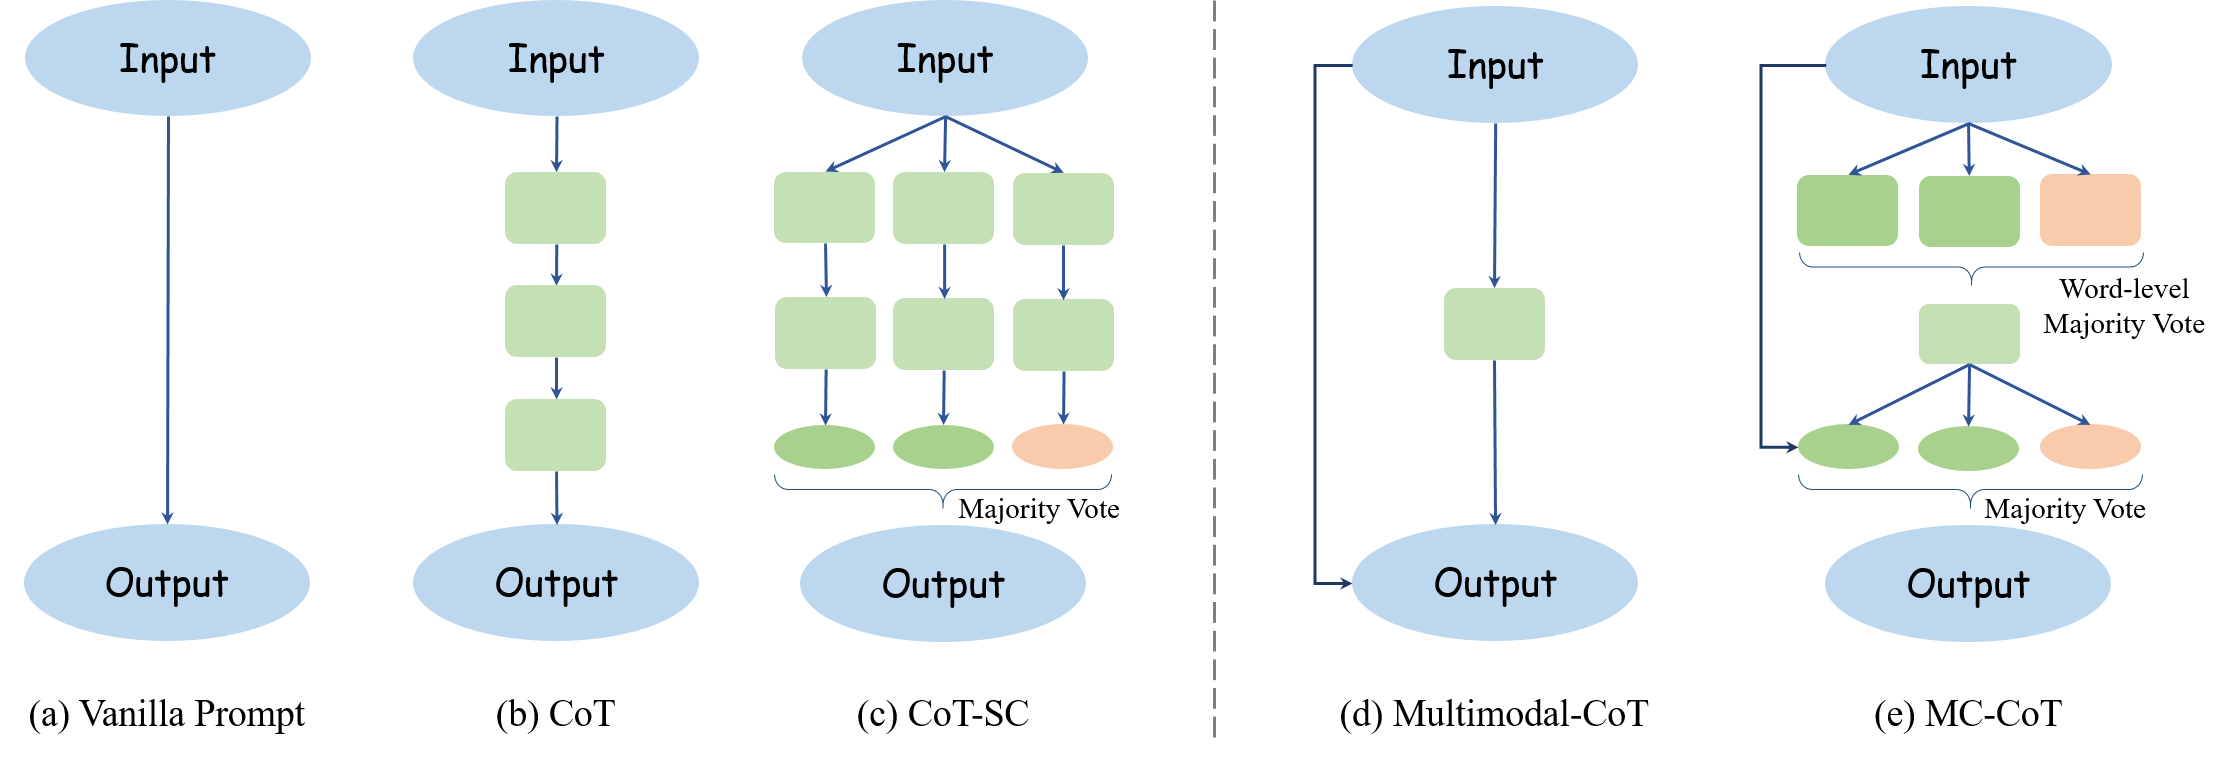 Input
Output
(a) Vanilla Prompt
Input
Output
(b) CoT
Input
Majority Vote
Output
(c) CoT-SC
Input
Output
(d) Multimodal-CoT
Input
Word-level
Majority Vote
Majority Vote
Output
(e) MC-CoT